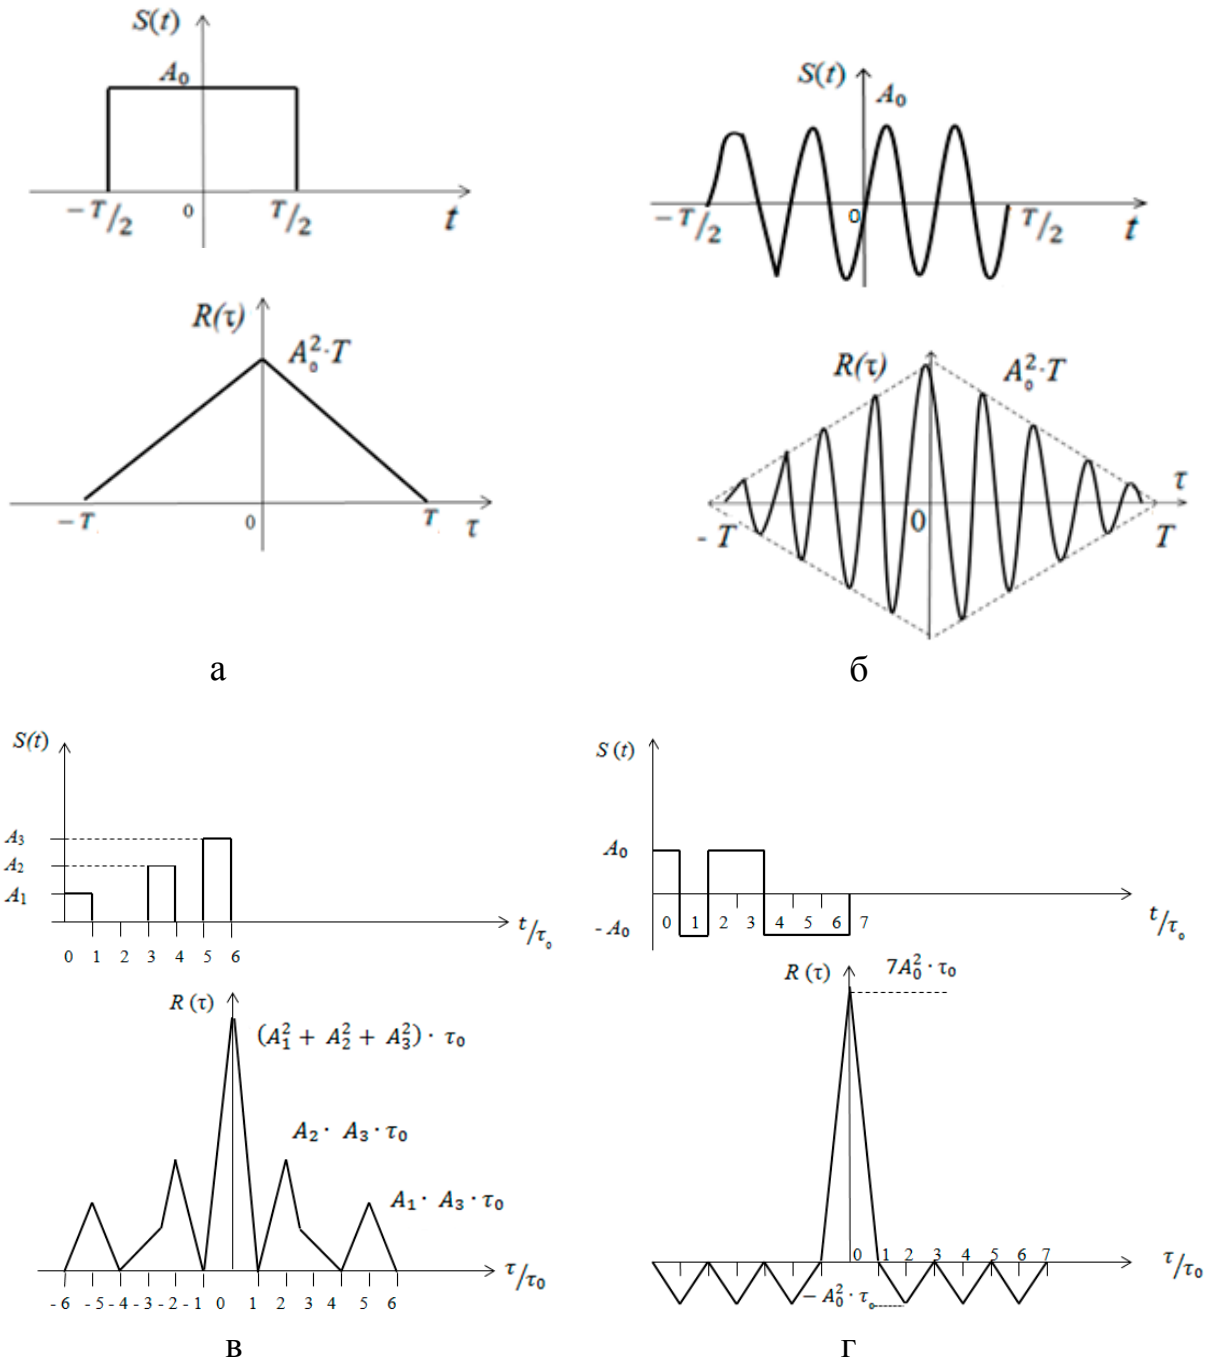 S(t)
A₀
−T/2 0 T/2 t
R(τ)
A₀²·T
−T 0 T τ
а
S(t)
A₀
−T/2 0 T/2 t
R(τ)
A₀²·T
τ
- T 0 T
б
S(t)
A₃
A₂
A₁
t/τ₀
0 1 2 3 4 5 6
R (τ)
(A₁² + A₂² + A₃²) · τ₀
A₂ · A₃ · τ₀
A₁ · A₃ · τ₀
τ/τ₀
- 6 - 5 - 4 - 3 - 2 - 1 0 1 2 3 4 5 6
в
S (t)
A₀
- A₀
0 1 2 3 4 5 6 7
t/τ₀
R (τ)
7A₀² · τ₀
0 1 2 3 4 5 6 7
τ/τ₀
− A₀² · τ₀
г